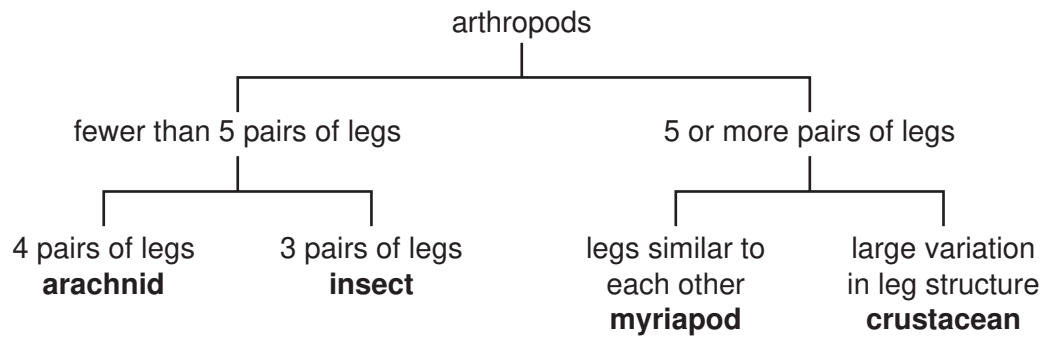 arthropods
fewer than 5 pairs of legs
5 or more pairs of legs
4 pairs of legs
arachnid
3 pairs of legs
insect
legs similar to
each other
myriapod
large variation
in leg structure
crustacean